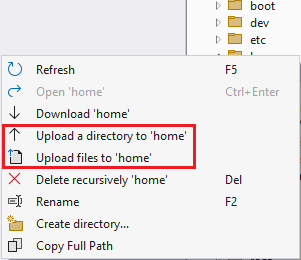 boot
dev
etc
Refresh F5
Open 'home' Ctrl+Enter
Download 'home'
Upload a directory to 'home'
Upload files to 'home'
Delete recursively 'home' Del
Rename F2
Create directory...
Copy Full Path